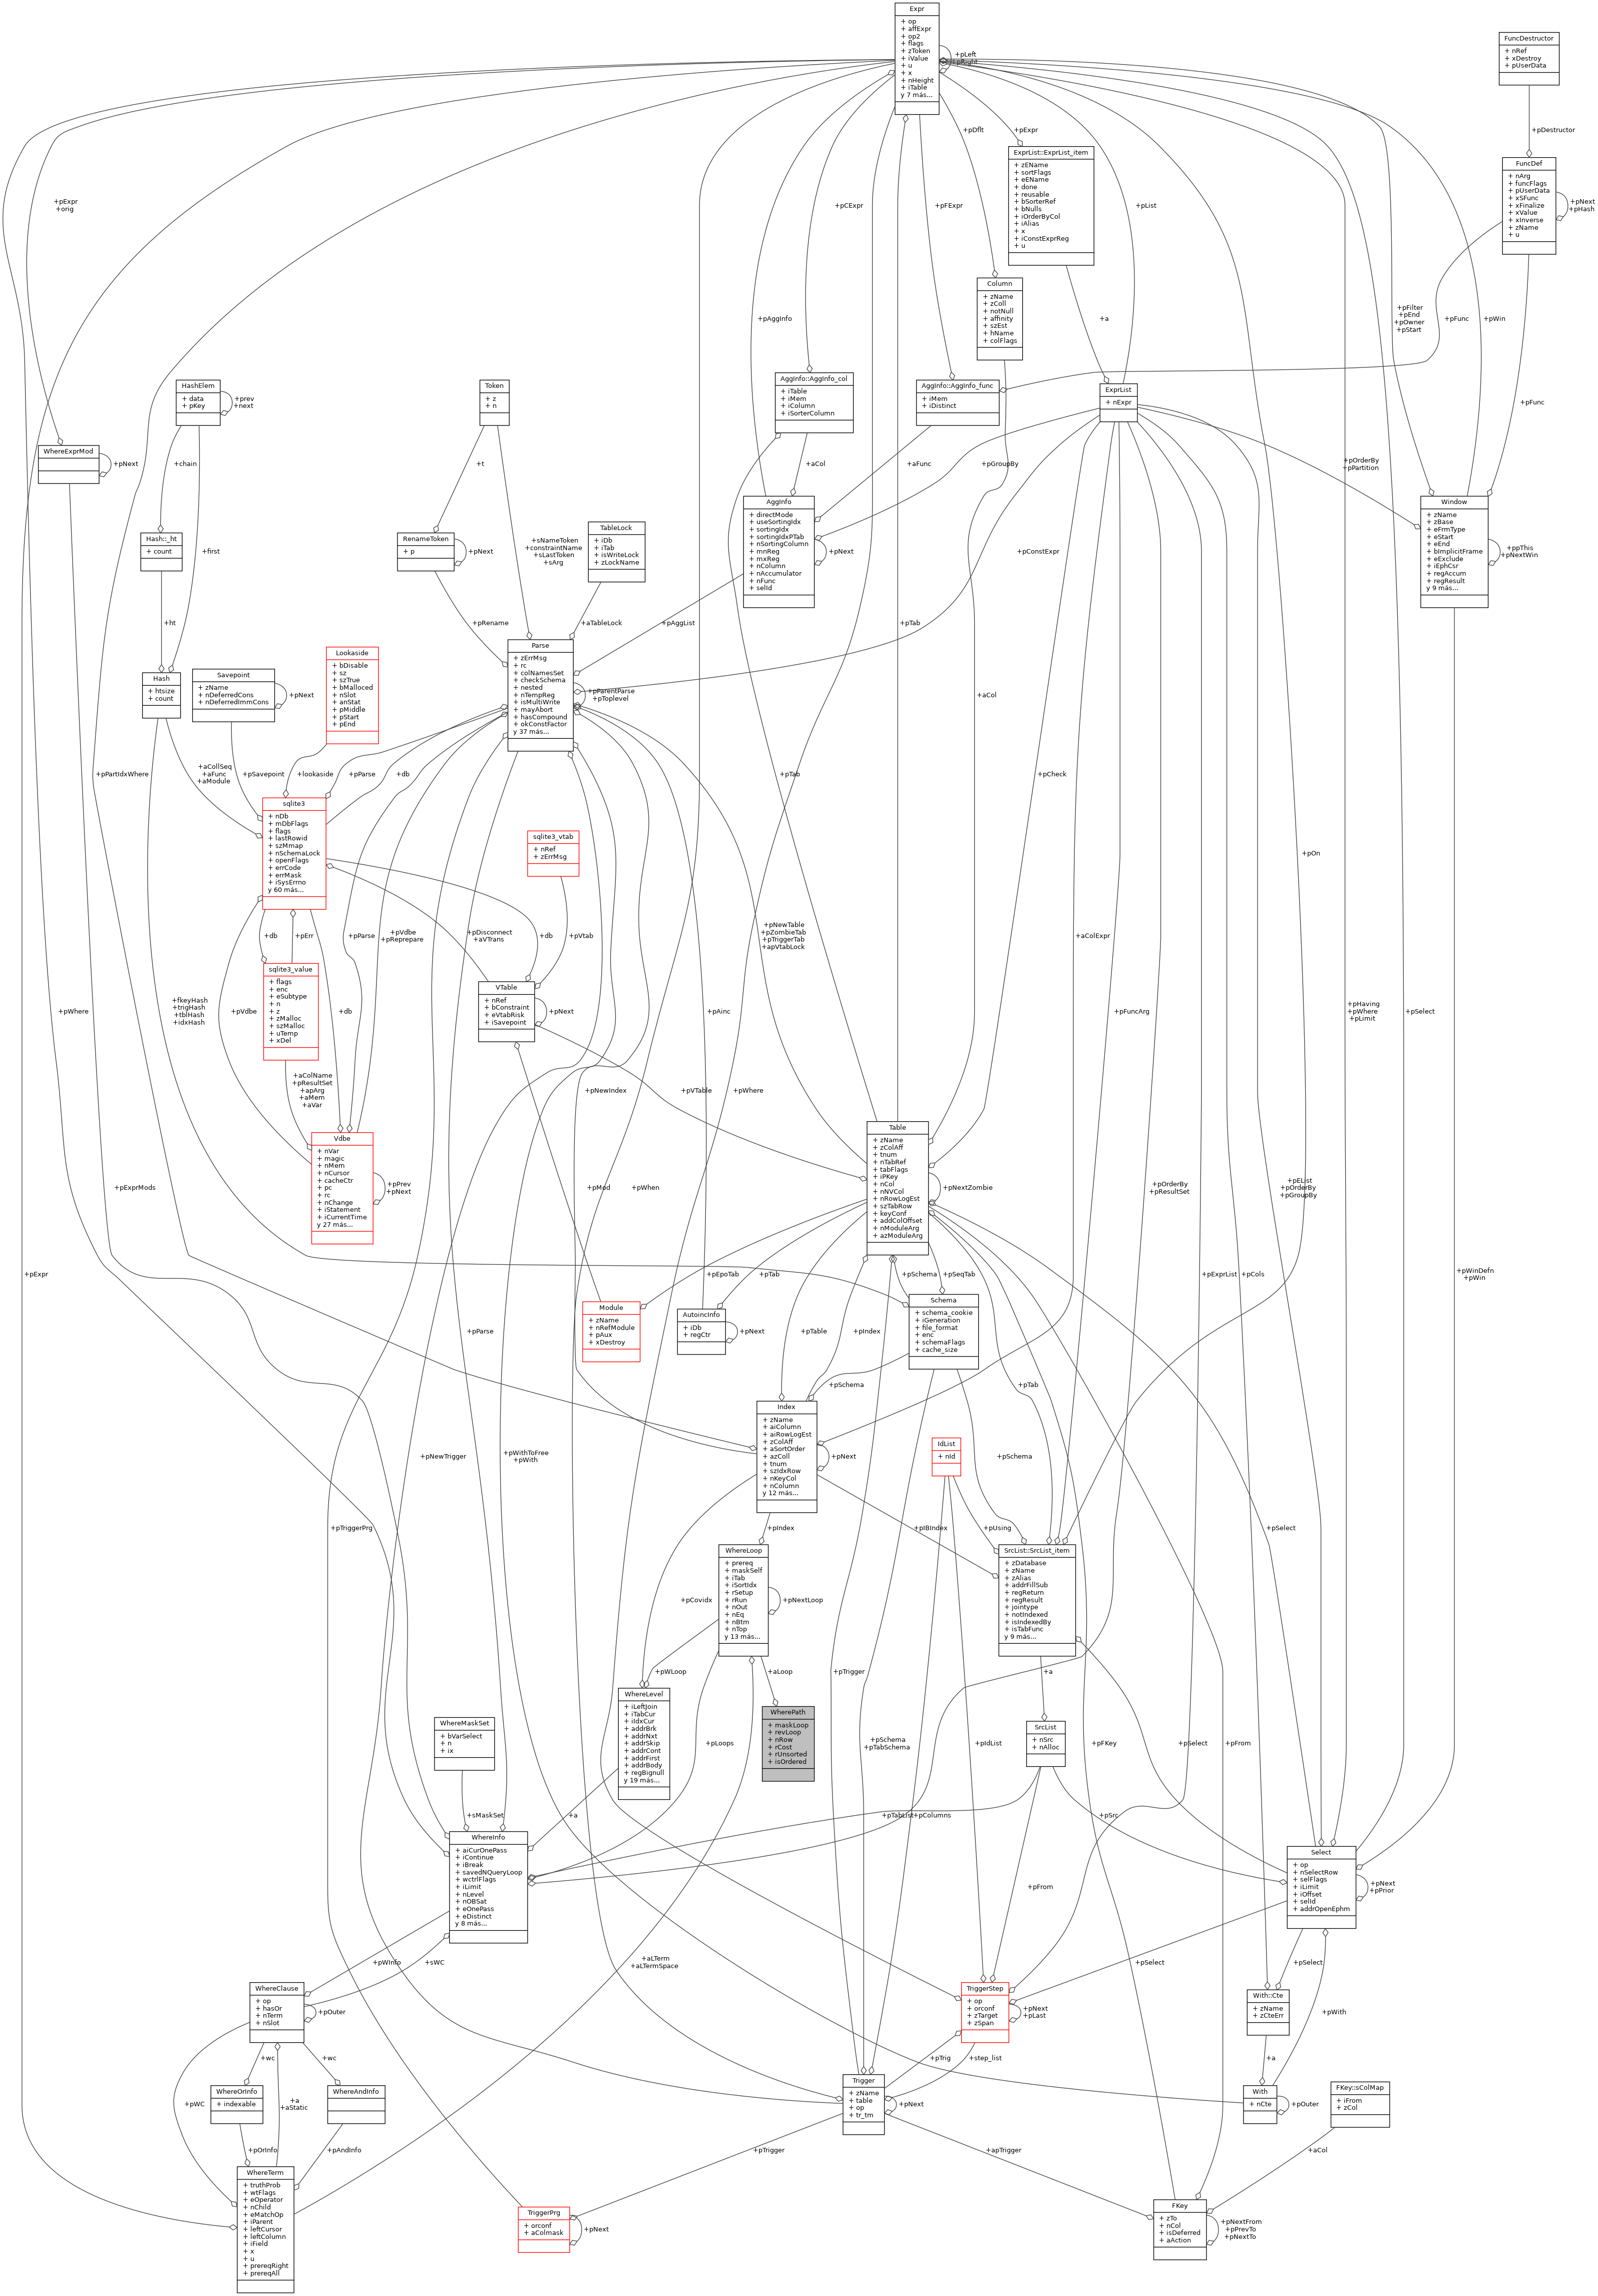 Expr
+ op
+ affExpr
+ op2
+ flags
+ zToken
+ iValue
+ u
+ x
+ nHeight
+ iTable
y 7 más...
+pLeft
FuncDestructor
+ nRef
+ xDestroy
+ pUserData
+pDestructor
+pDflt
+pExpr
ExprList::ExprList_item
+ zEName
+ sortFlags
+ eEName
+ done
+ reusable
+ bSorterRef
+ bNulls
+ iOrderByCol
+ iAlias
+ x
+ iConstExprReg
+ u
FuncDef
+ nArg
+ funcFlags
+ pUserData
+ xSFunc
+ xFinalize
+ xValue
+ xInverse
+ zName
+ u
+pNext
+pHash
+pExpr
+orig
+pCExpr
+pFExpr
+pList
Column
+ zName
+ zColl
+ notNull
+ affinity
+ szEst
+ hName
+ colFlags
+pAggInfo
+a
+pFunc
+pFilter
+pEnd
+pOwner
+pStart
+pWin
HashElem
+ data
+ pKey
+prev
+next
Token
+ z
+ n
AggInfo::AggInfo_col
+ iTable
+ iMem
+ iColumn
+ iSorterColumn
AggInfo::AggInfo_func
+ iMem
+ iDistinct
ExprList
+ nExpr
+pFunc
WhereExprMod
+pNext
+chain
+t
+aCol
+aFunc
+pGroupBy
+pOrderBy
+pPartition
Hash::_ht
+ count
+first
RenameToken
+ p
+pNext
+sNameToken
+constraintName
+sLastToken
+sArg
TableLock
+ iDb
+ iTab
+ isWriteLock
+ zLockName
AggInfo
+ directMode
+ useSortingIdx
+ sortingIdx
+ sortingIdxPTab
+ nSortingColumn
+ mnReg
+ mxReg
+ nColumn
+ nAccumulator
+ nFunc
+ selId
+pNext
+pConstExpr
Window
+ zName
+ zBase
+ eFrmType
+ eStart
+ eEnd
+ bImplicitFrame
+ eExclude
+ iEphCsr
+ regAccum
+ regResult
y 9 más...
+ppThis
+pNextWin
+ht
+pRename
+aTableLock
+pAggList
+pTab
Hash
+ htsize
+ count
Savepoint
+ zName
+ nDeferredCons
+ nDeferredImmCons
+pNext
Lookaside
+ bDisable
+ sz
+ szTrue
+ bMalloced
+ nSlot
+ anStat
+ pMiddle
+ pStart
+ pEnd
Parse
+ zErrMsg
+ rc
+ colNamesSet
+ checkSchema
+ nested
+ nTempReg
+ isMultiWrite
+ mayAbort
+ hasCompound
+ okConstFactor
y 37 más...
+pParentParse
+pToplevel
+aCol
+pPartIdxWhere
+aCollSeq
+aFunc
+aModule
+pSavepoint
+lookaside
+pParse
+db
+pTab
+pCheck
sqlite3
+ nDb
+ mDbFlags
+ flags
+ lastRowid
+ szMmap
+ nSchemaLock
+ openFlags
+ errCode
+ errMask
+ iSysErrno
y 60 más...
sqlite3_vtab
+ nRef
+ zErrMsg
+pOn
+db
+pErr
+pParse
+pVdbe
+pReprepare
+pDisconnect
+aVTrans
+db
+pVtab
+pNewTable
+pZombieTab
+pTriggerTab
+apVtabLock
+aColExpr
sqlite3_value
+ flags
+ enc
+ eSubtype
+ n
+ z
+ zMalloc
+ szMalloc
+ uTemp
+ xDel
VTable
+ nRef
+ bConstraint
+ eVtabRisk
+ iSavepoint
+pNext
+pWhere
+fkeyHash
+trigHash
+tblHash
+idxHash
+pVdbe
+db
+pAinc
+pFuncArg
+pHaving
+pWhere
+pLimit
+pSelect
+aColName
+pResultSet
+apArg
+aMem
+aVar
+pNewIndex
+pWhere
+pVTable
Vdbe
+ nVar
+ magic
+ nMem
+ nCursor
+ cacheCtr
+ pc
+ rc
+ nChange
+ iStatement
+ iCurrentTime
y 27 más...
+pPrev
+pNext
Table
+ zName
+ zColAff
+ tnum
+ nTabRef
+ tabFlags
+ iPKey
+ nCol
+ nNVCol
+ nRowLogEst
+ szTabRow
+ keyConf
+ addColOffset
+ nModuleArg
+ azModuleArg
+pNextZombie
+pExprMods
+pMod
+pWhen
+pOrderBy
+pResultSet
+pEList
+pOrderBy
+pGroupBy
+pExpr
+pEpoTab
+pTab
+pSchema
+pSeqTab
+pExprList
+pCols
+pWinDefn
+pWin
Module
+ zName
+ nRefModule
+ pAux
+ xDestroy
AutoincInfo
+ iDb
+ regCtr
+pNext
Schema
+ schema_cookie
+ iGeneration
+ file_format
+ enc
+ schemaFlags
+ cache_size
+pParse
+pTable
+pIndex
+pSchema
+pTab
Index
+ zName
+ aiColumn
+ aiRowLogEst
+ zColAff
+ aSortOrder
+ azColl
+ tnum
+ szIdxRow
+ nKeyCol
+ nColumn
y 12 más...
+pNext
IdList
+ nId
+pNewTrigger
+pWithToFree
+pWith
+pSchema
+pTriggerPrg
+pIndex
+pIBIndex
+pUsing
+pSelect
WhereLoop
+ prereq
+ maskSelf
+ iTab
+ iSortIdx
+ rSetup
+ rRun
+ nOut
+ nEq
+ nBtm
+ nTop
y 13 más...
+pNextLoop
SrcList::SrcList_item
+ zDatabase
+ zName
+ zAlias
+ addrFillSub
+ regReturn
+ regResult
+ jointype
+ notIndexed
+ isIndexedBy
+ isTabFunc
y 9 más...
+pCovidx
+pWLoop
+aLoop
+pTrigger
+a
WhereLevel
+ iLeftJoin
+ iTabCur
+ iIdxCur
+ addrBrk
+ addrNxt
+ addrSkip
+ addrCont
+ addrFirst
+ addrBody
+ regBignull
y 19 más...
WherePath
+ maskLoop
+ revLoop
+ nRow
+ rCost
+ rUnsorted
+ isOrdered
WhereMaskSet
+ bVarSelect
+ n
+ ix
SrcList
+ nSrc
+ nAlloc
+pLoops
+pSchema
+pTabSchema
+pIdList
+pFKey
+pSelect
+pFrom
+sMaskSet
+a
+pTabList
+pColumns
+pSrc
WhereInfo
+ aiCurOnePass
+ iContinue
+ iBreak
+ savedNQueryLoop
+ wctrlFlags
+ iLimit
+ nLevel
+ nOBSat
+ eOnePass
+ eDistinct
y 8 más...
Select
+ op
+ nSelectRow
+ selFlags
+ iLimit
+ iOffset
+ selId
+ addrOpenEphm
+pNext
+pPrior
+pFrom
+pWInfo
+sWC
+aLTerm
+aLTermSpace
+pSelect
+pSelect
WhereClause
+ op
+ hasOr
+ nTerm
+ nSlot
+pOuter
TriggerStep
+ op
+ orconf
+ zTarget
+ zSpan
+pNext
+pLast
With::Cte
+ zName
+ zCteErr
+pWith
+wc
+wc
+pTrig
+step_list
+a
WhereOrInfo
+ indexable
WhereAndInfo
+pWC
+a
+aStatic
Trigger
+ zName
+ table
+ op
+ tr_tm
+pNext
With
+ nCte
+pOuter
FKey::sColMap
+ iFrom
+ zCol
+pOrInfo
+pAndInfo
+pTrigger
+apTrigger
+aCol
WhereTerm
+ truthProb
+ wtFlags
+ eOperator
+ nChild
+ eMatchOp
+ iParent
+ leftCursor
+ leftColumn
+ iField
+ x
+ u
+ prereqRight
+ prereqAll
TriggerPrg
+ orconf
+ aColmask
+pNext
FKey
+ zTo
+ nCol
+ isDeferred
+ aAction
+pNextFrom
+pPrevTo
+pNextTo